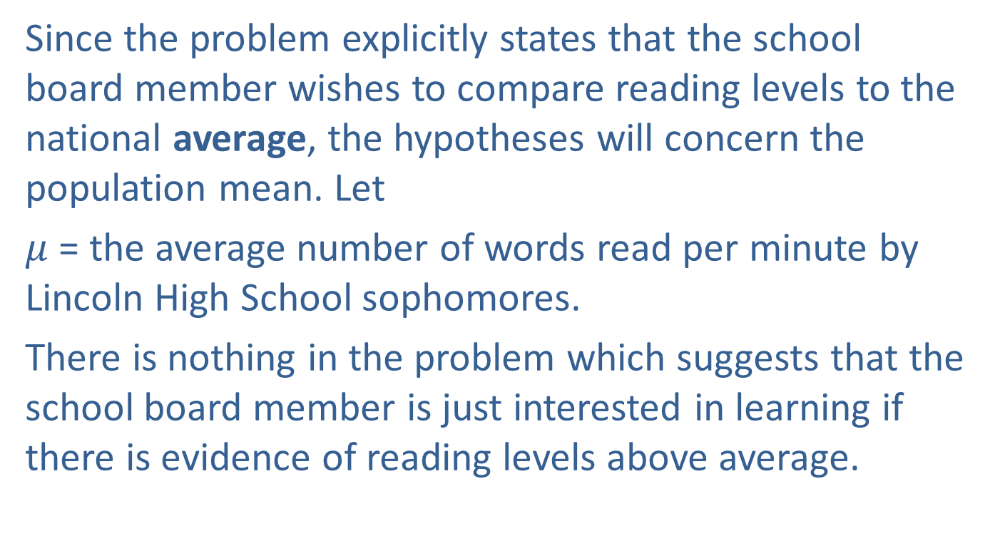 Since the problem explicitly states that the school
board member wishes to compare reading levels to the
national average, the hypotheses will concern the
population mean. Let
μ = the average number of words read per minute by
Lincoln High School sophomores.
There is nothing in the problem which suggests that the
school board member is just interested in learning if
there is evidence of reading levels above average.